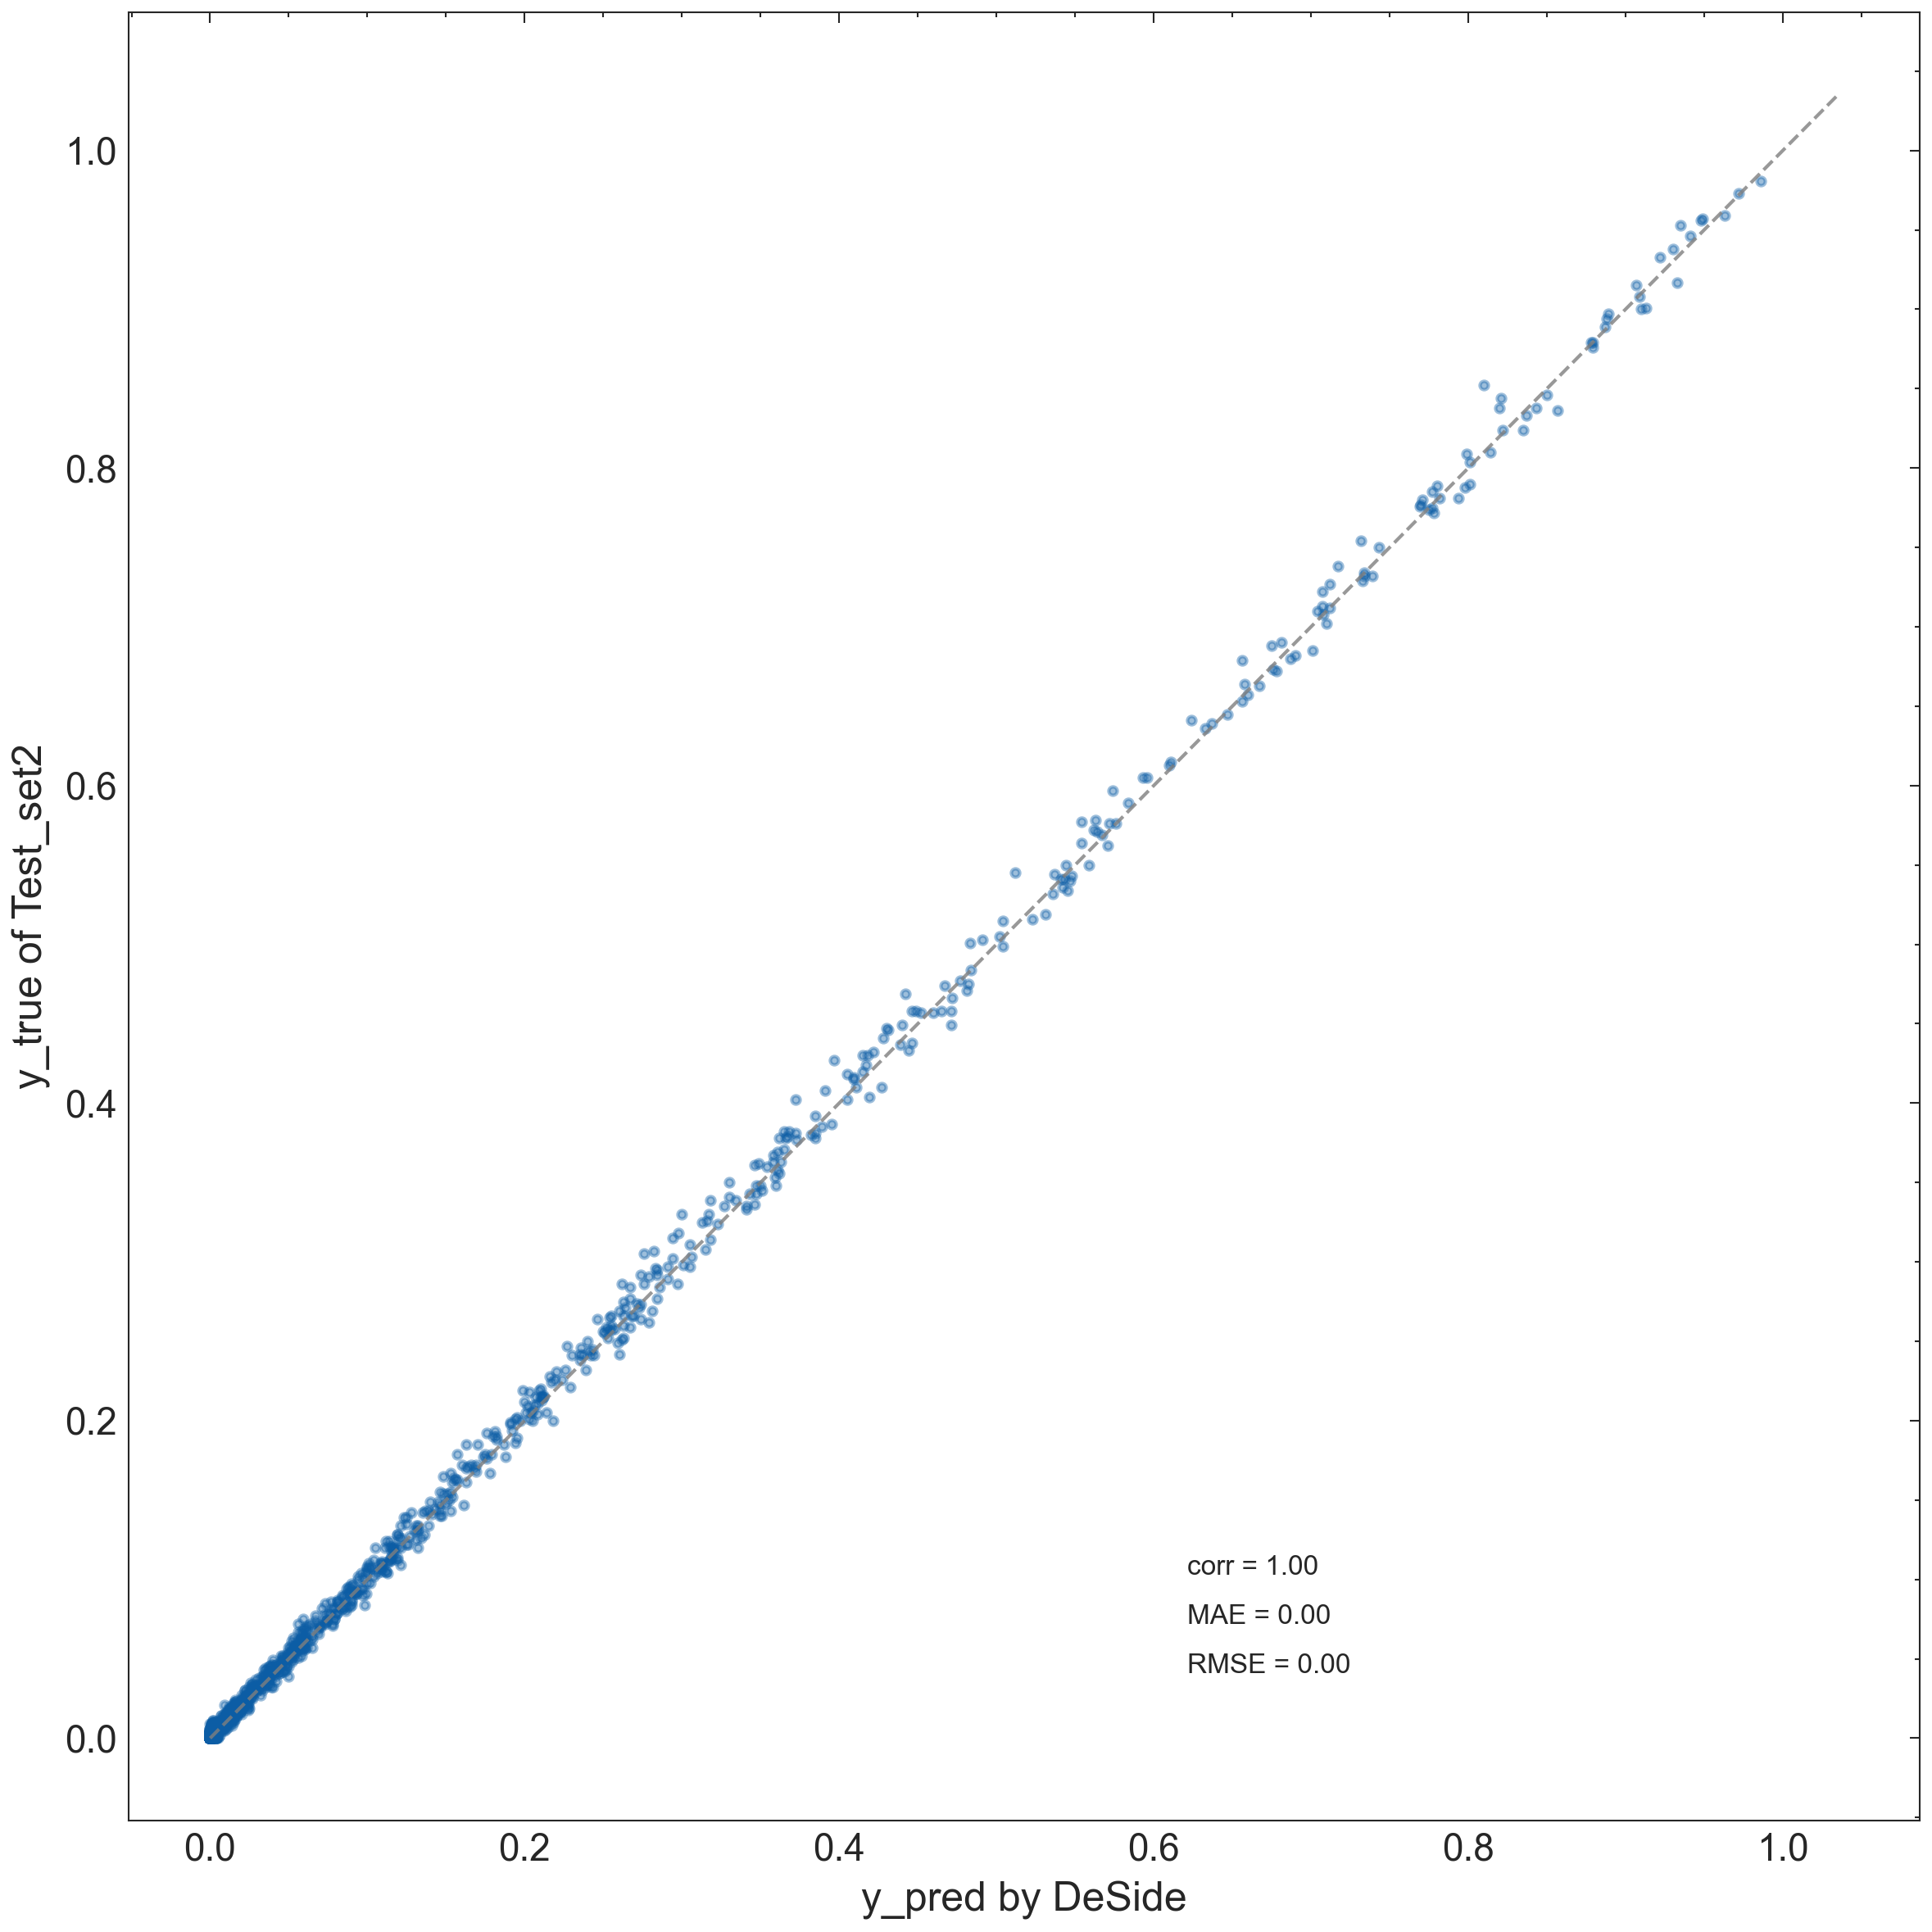 y_true of Test_set2
1.0
0.8
0.6
0.4
0.2
0.0
corr = 1.00
MAE = 0.00
RMSE = 0.00
0.0 0.2 0.4 0.6 0.8 1.0
y_pred by DeSide